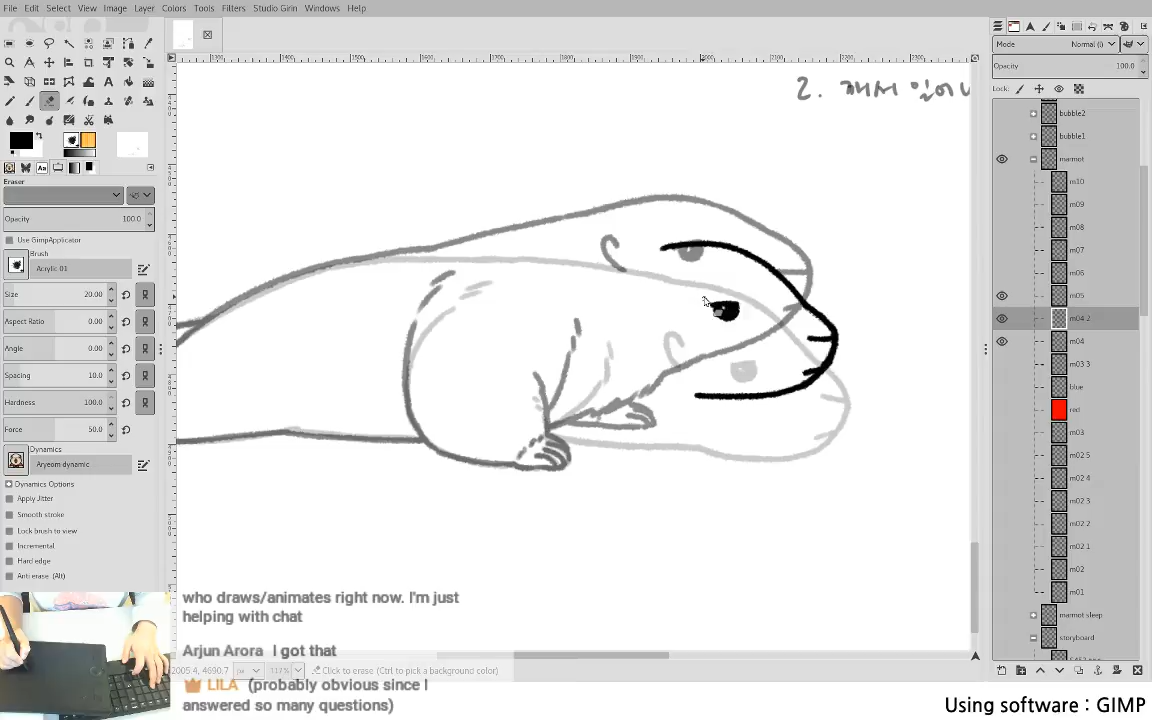 File Edit Select View Image Layer Colors Tools Filters Studio Girin Windows Help
Eraser
Opacity 100.0
Use GimpApplicator
Brush
Acrylic 01
Size 20.00
Aspect Ratio 0.00
Angle 0.00
Spacing 10.0
Hardness 100.0
Force 50.0
Dynamics
Aryeom dynamic
Dynamics Options
Apply Jitter
Smooth stroke
Lock brush to view
Incremental
Hard edge
Anti erase (Alt)
2. 깨서 일어나
who draws/animates right now. I'm just
helping with chat
Arjun Arora I got that
2005.4, 4690.7 px 117% Click to erase (Ctrl to pick a background color)
LILA (probably obvious since I
answered so many questions)
Mode Normal (l)
Opacity 100.0
Lock:
bubble2
bubble1
marmot
m10
m09
m08
m07
m06
m05
m04.2
m04
m03.3
blue
red
m03
m02.5
m02.4
m02.3
m02.2
m02.1
m02
m01
marmot sleep
storyboard
Using software : GIMP